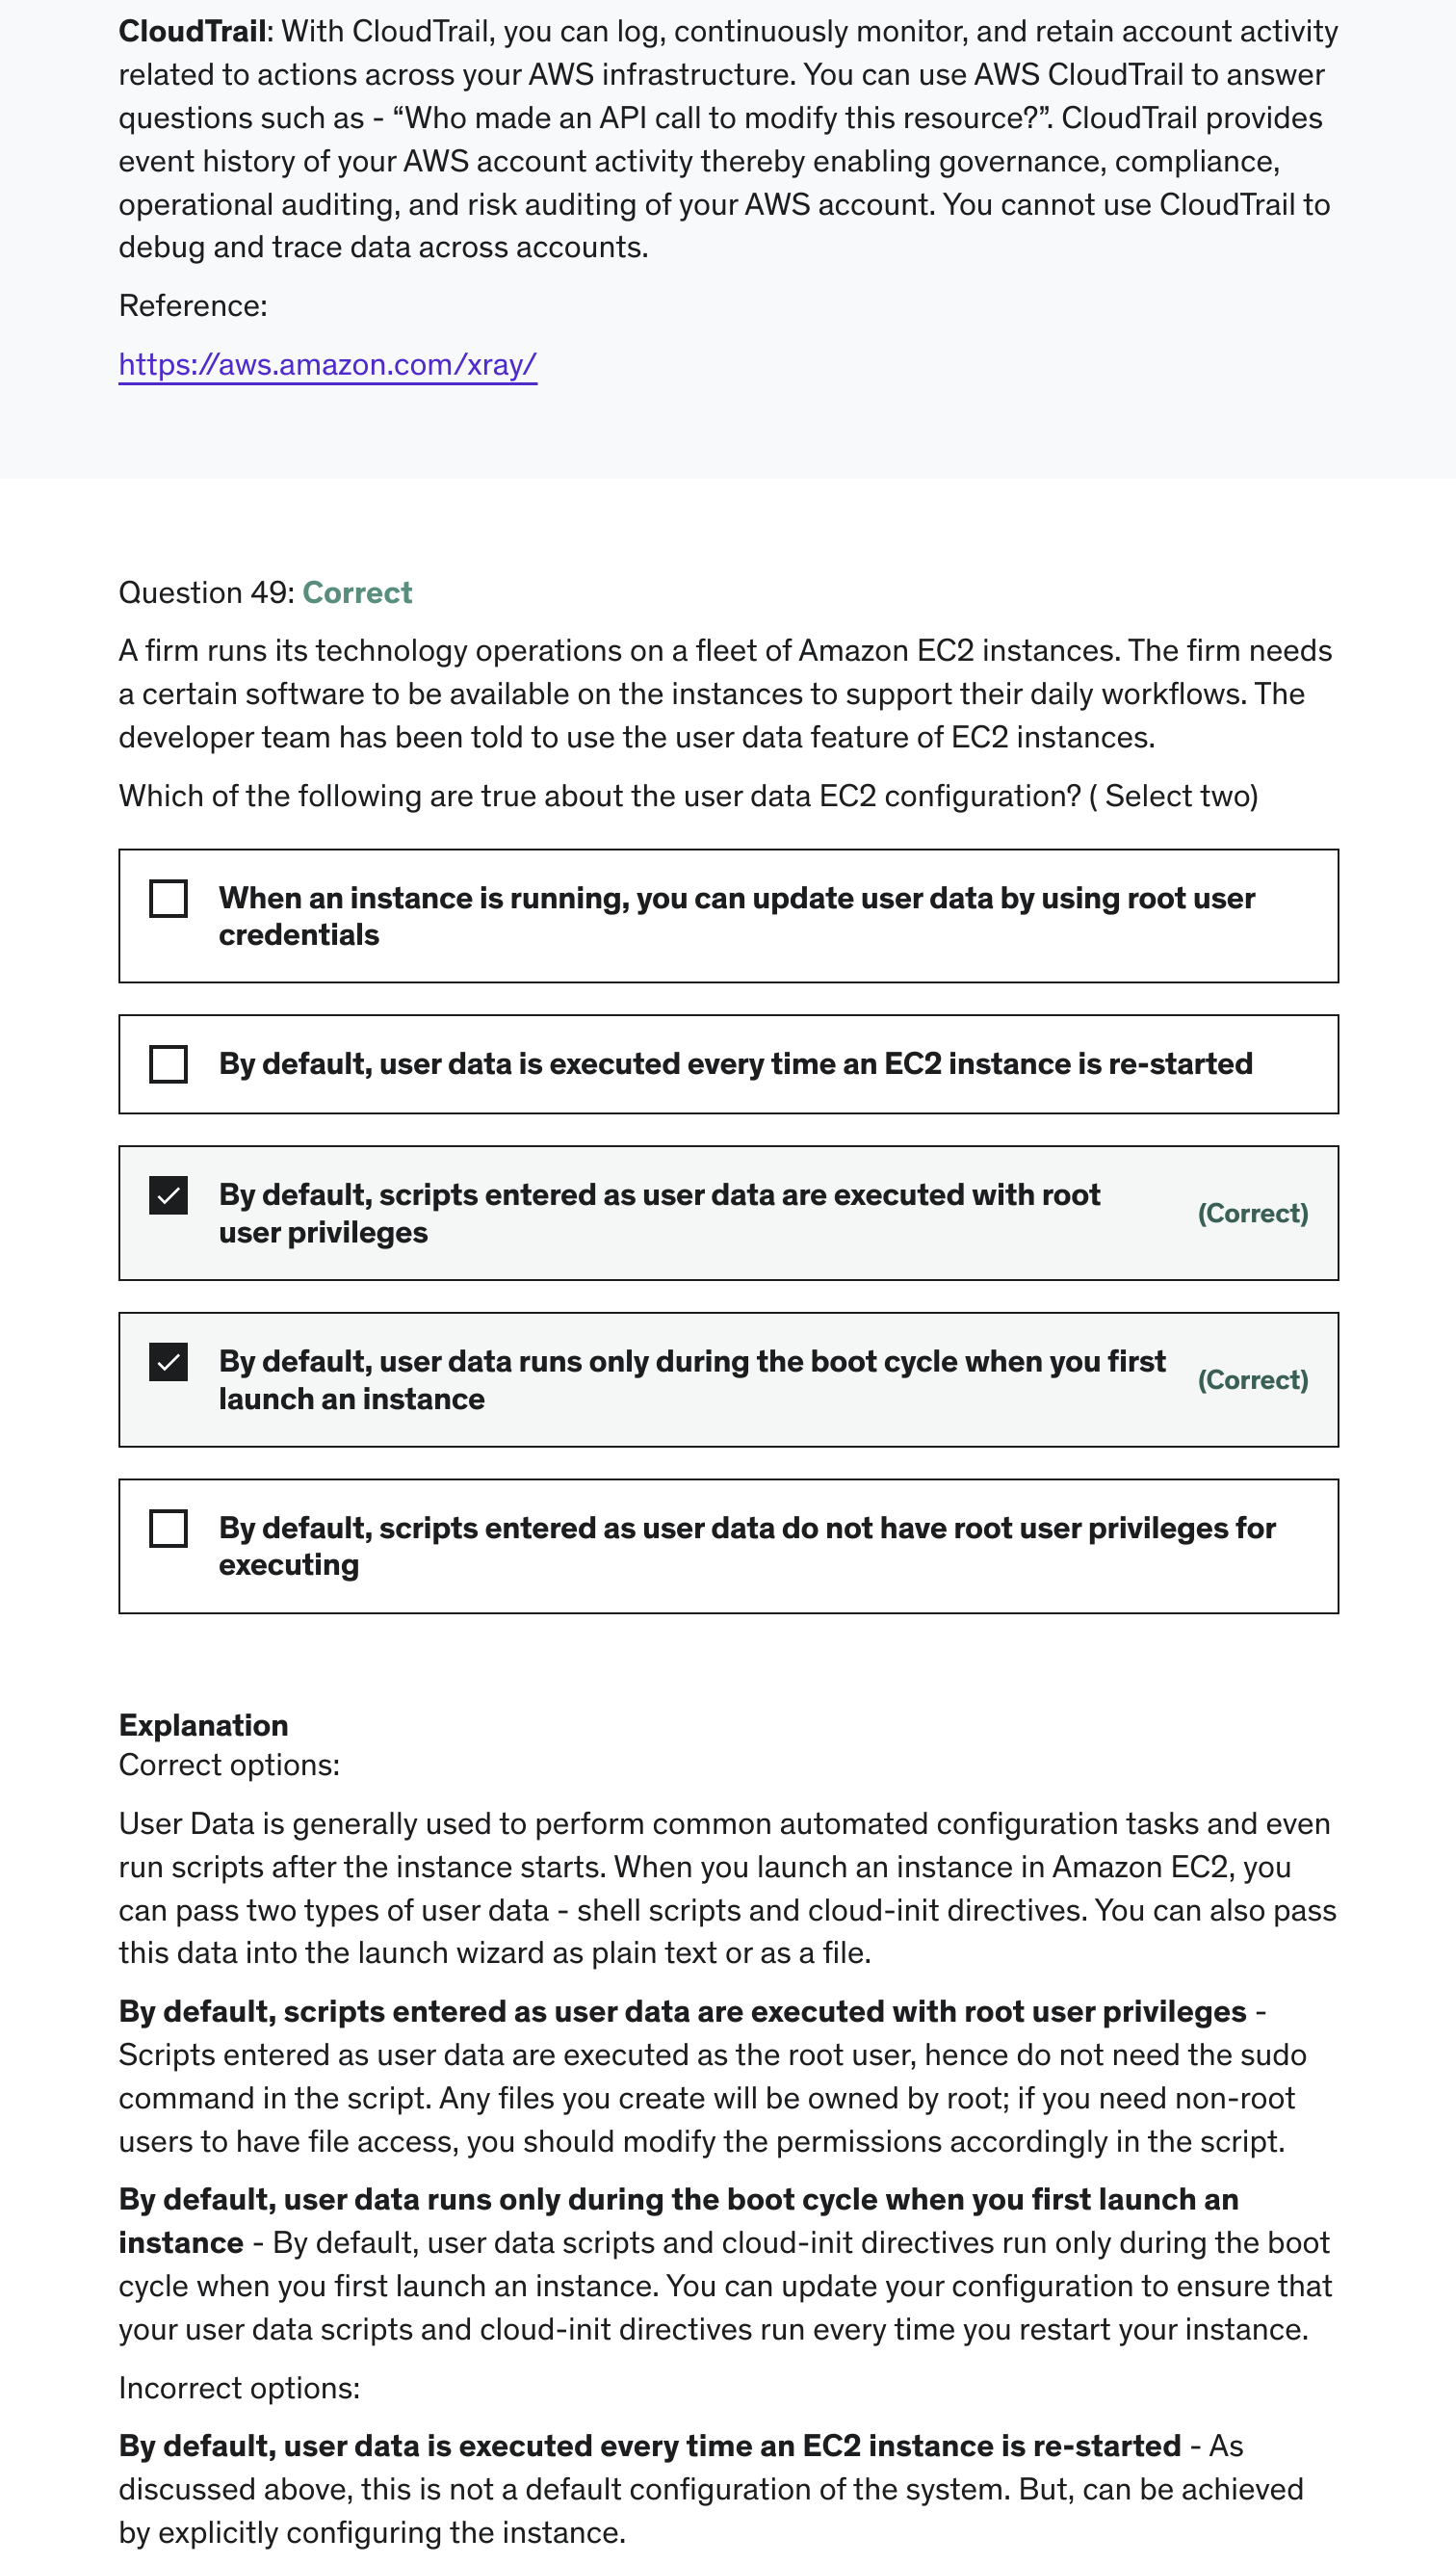 CloudTrail: With CloudTrail, you can log, continuously monitor, and retain account activity
related to actions across your AWS infrastructure. You can use AWS CloudTrail to answer
questions such as - “Who made an API call to modify this resource?”. CloudTrail provides
event history of your AWS account activity thereby enabling governance, compliance,
operational auditing, and risk auditing of your AWS account. You cannot use CloudTrail to
debug and trace data across accounts.
Reference:
https://aws.amazon.com/xray/
Question 49: Correct
A firm runs its technology operations on a fleet of Amazon EC2 instances. The firm needs
a certain software to be available on the instances to support their daily workflows. The
developer team has been told to use the user data feature of EC2 instances.
Which of the following are true about the user data EC2 configuration? ( Select two)
When an instance is running, you can update user data by using root user
credentials
By default, user data is executed every time an EC2 instance is re-started
By default, scripts entered as user data are executed with root
user privileges
(Correct)
By default, user data runs only during the boot cycle when you first
launch an instance
(Correct)
By default, scripts entered as user data do not have root user privileges for
executing
Explanation
Correct options:
User Data is generally used to perform common automated configuration tasks and even
run scripts after the instance starts. When you launch an instance in Amazon EC2, you
can pass two types of user data - shell scripts and cloud-init directives. You can also pass
this data into the launch wizard as plain text or as a file.
By default, scripts entered as user data are executed with root user privileges -
Scripts entered as user data are executed as the root user, hence do not need the sudo
command in the script. Any files you create will be owned by root; if you need non-root
users to have file access, you should modify the permissions accordingly in the script.
By default, user data runs only during the boot cycle when you first launch an
instance - By default, user data scripts and cloud-init directives run only during the boot
cycle when you first launch an instance. You can update your configuration to ensure that
your user data scripts and cloud-init directives run every time you restart your instance.
Incorrect options:
By default, user data is executed every time an EC2 instance is re-started - As
discussed above, this is not a default configuration of the system. But, can be achieved
by explicitly configuring the instance.